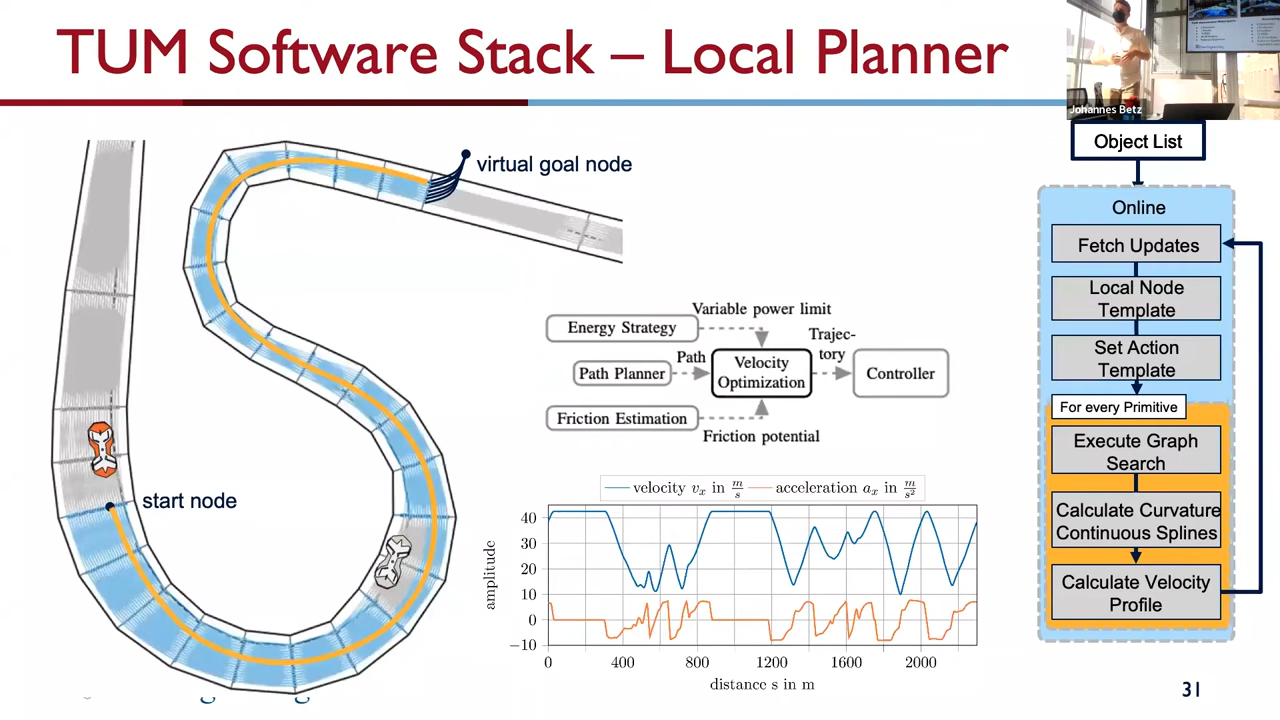 TUM Software Stack – Local Planner
Johannes Betz
virtual goal node
start node
Object List
Online
Fetch Updates
Local Node
Template
Set Action
Template
For every Primitive
Execute Graph
Search
Calculate Curvature
Continuous Splines
Calculate Velocity
Profile
Variable power limit
Energy Strategy
Trajec-
tory
Path
Path Planner
Velocity
Optimization
Controller
Friction Estimation
Friction potential
velocity vₓ in m/s
acceleration aₓ in m/s²
amplitude
40
30
20
10
0
−10
0 400 800 1200 1600 2000
distance s in m
31